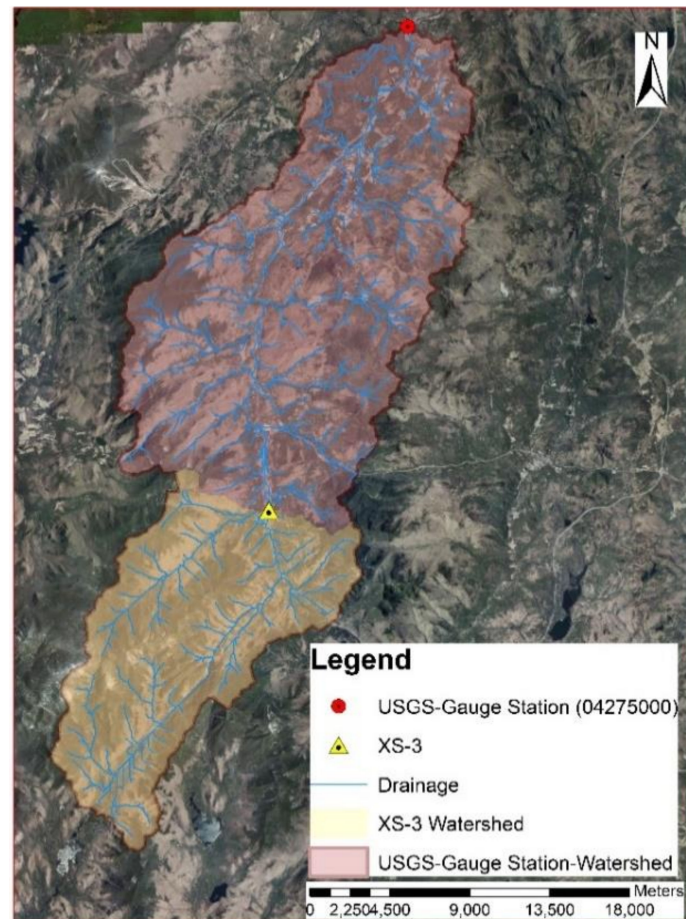 N
Legend
USGS-Gauge Station (04275000)
XS-3
Drainage
XS-3 Watershed
USGS-Gauge Station-Watershed
Meters
0 2,250 4,500 9,000 13,500 18,000